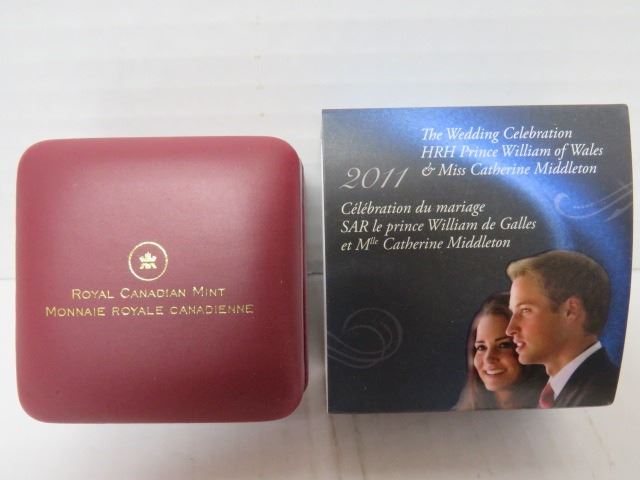 ROYAL CANADIAN MINT
MONNAIE ROYALE CANADIENNE
The Wedding Celebration
HRH Prince William of Wales
& Miss Catherine Middleton
2011
Célébration du mariage
SAR le prince William de Galles
et Mlle Catherine Middleton